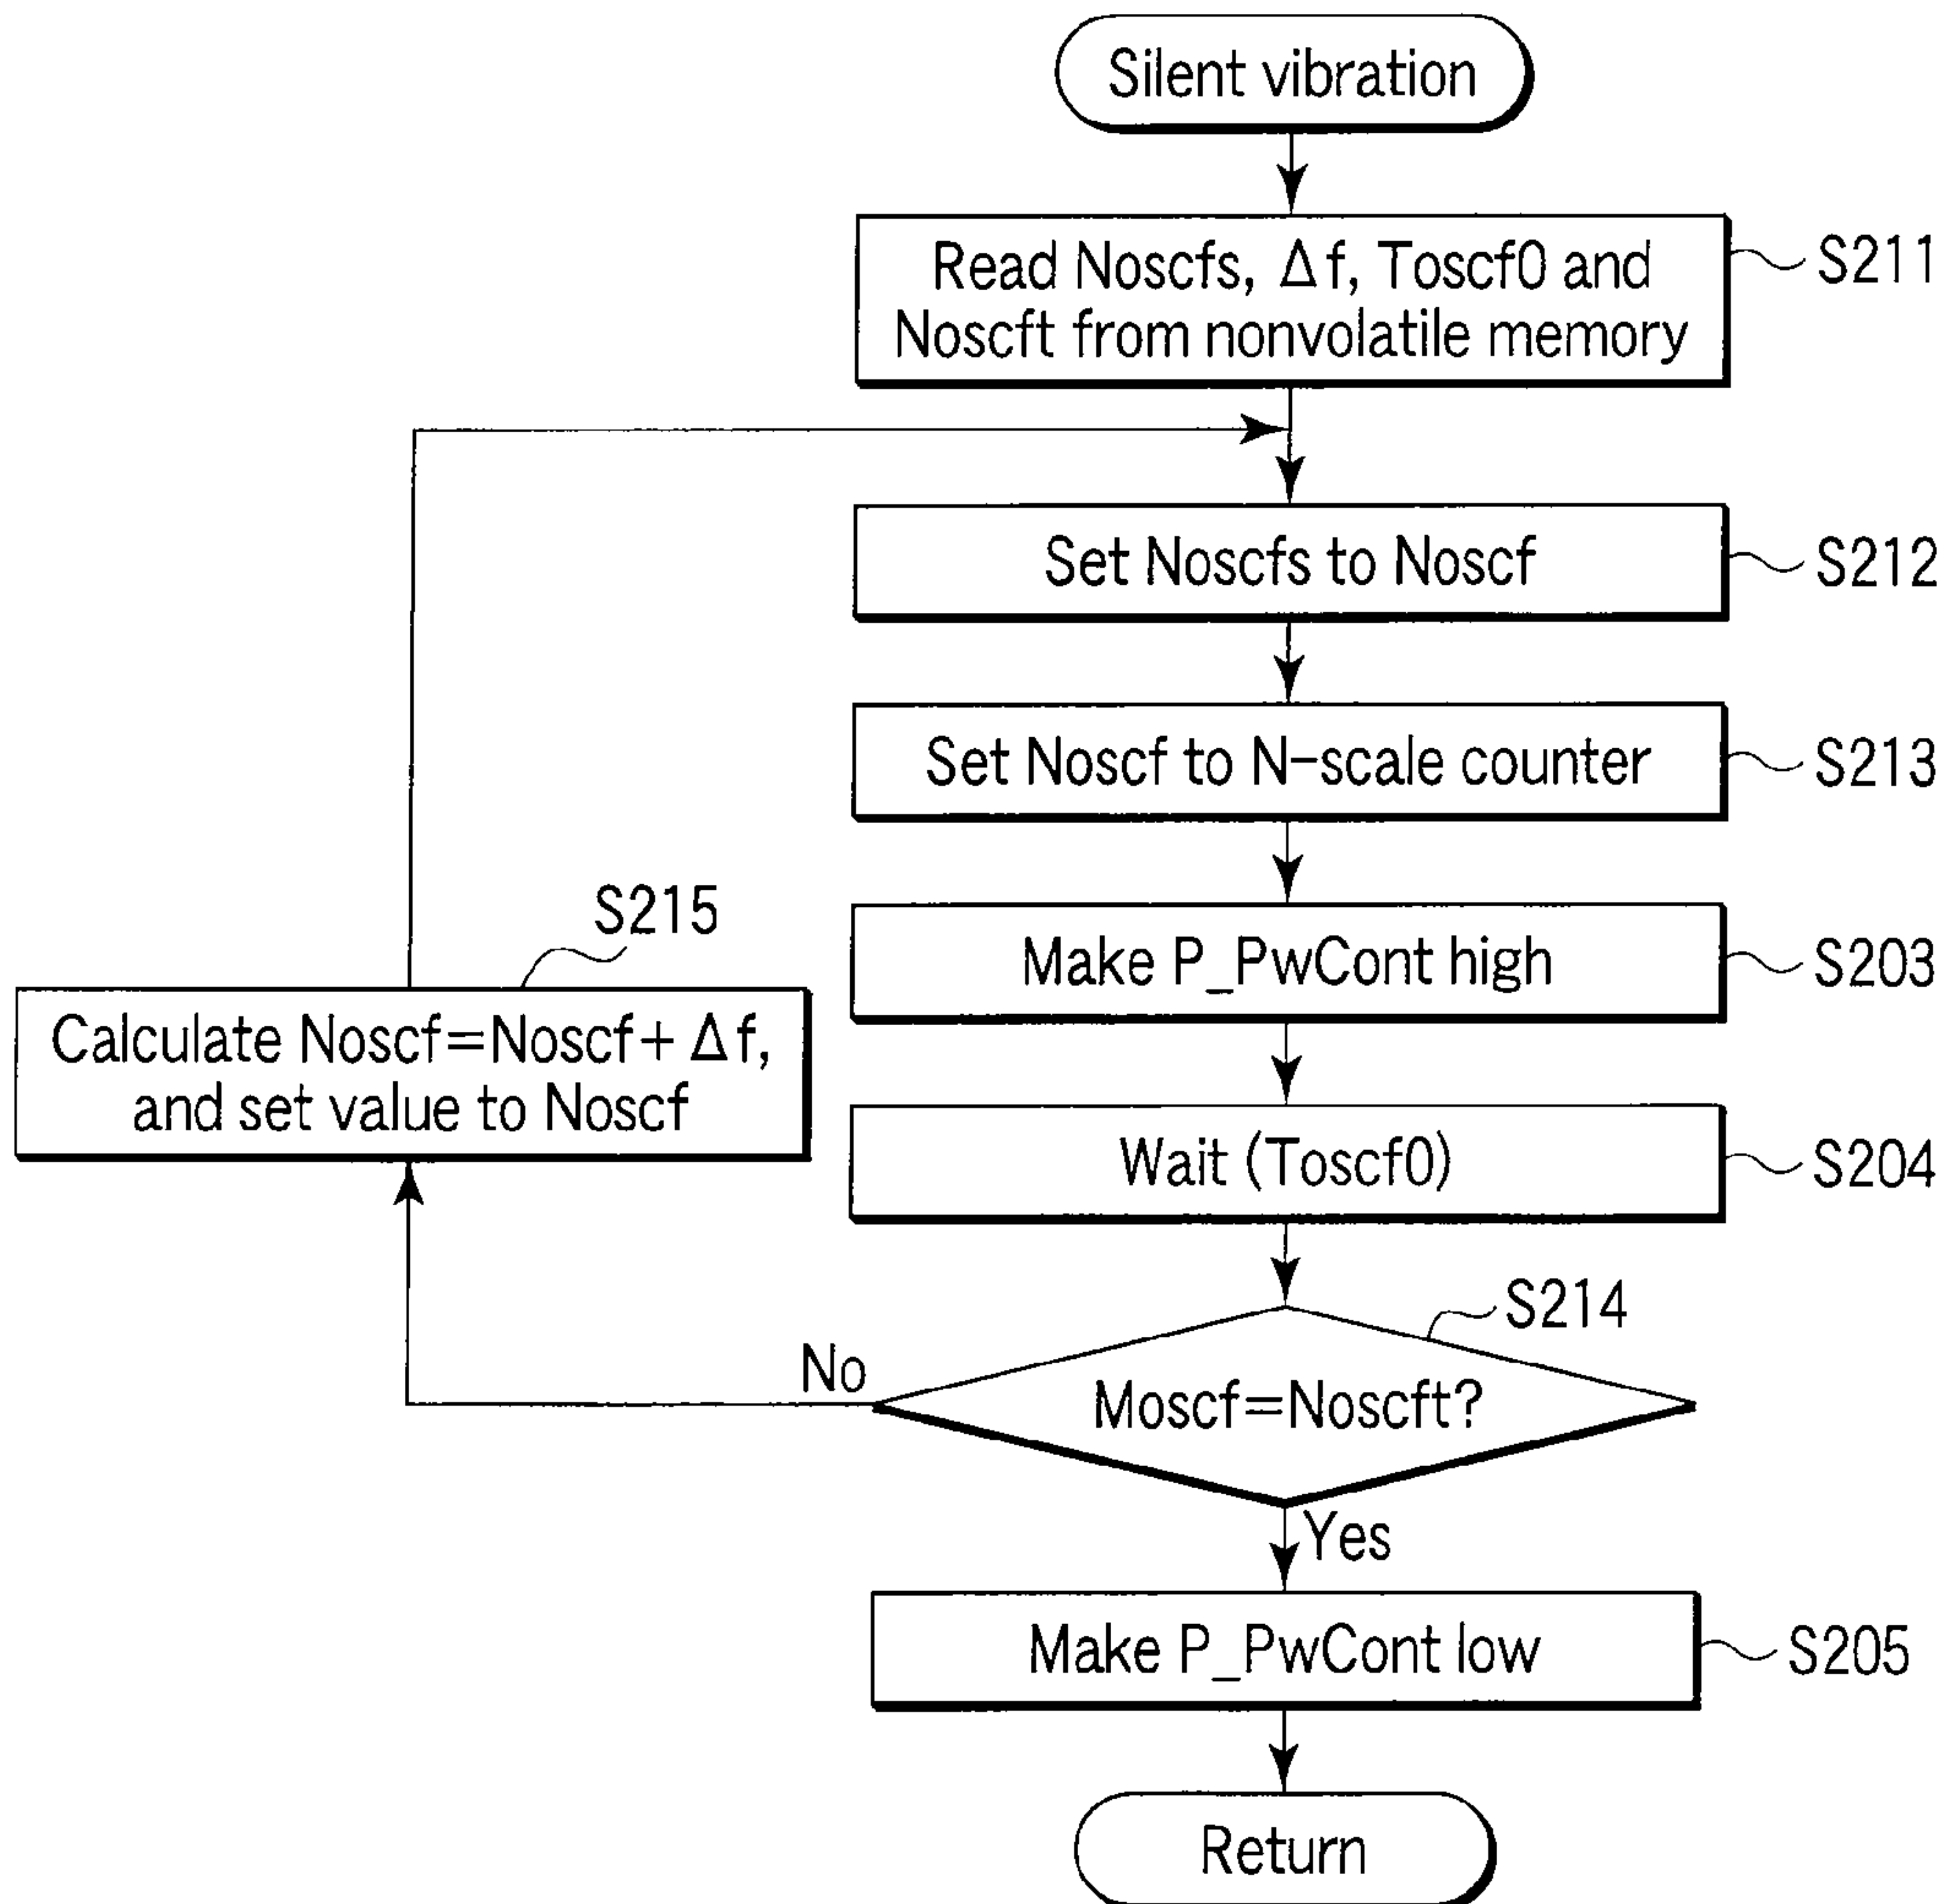 Silent vibration
Read Noscfs, Δf, Toscf0 and
Noscft from nonvolatile memory
S211
Set Noscfs to Noscf
S212
Set Noscf to N-scale counter
S213
Make P_PwCont high
S203
S215
Calculate Noscf=Noscf+Δf,
and set value to Noscf
Wait (Toscf0)
S204
S214
No
Moscf=Noscft?
Yes
Make P_PwCont low
S205
Return